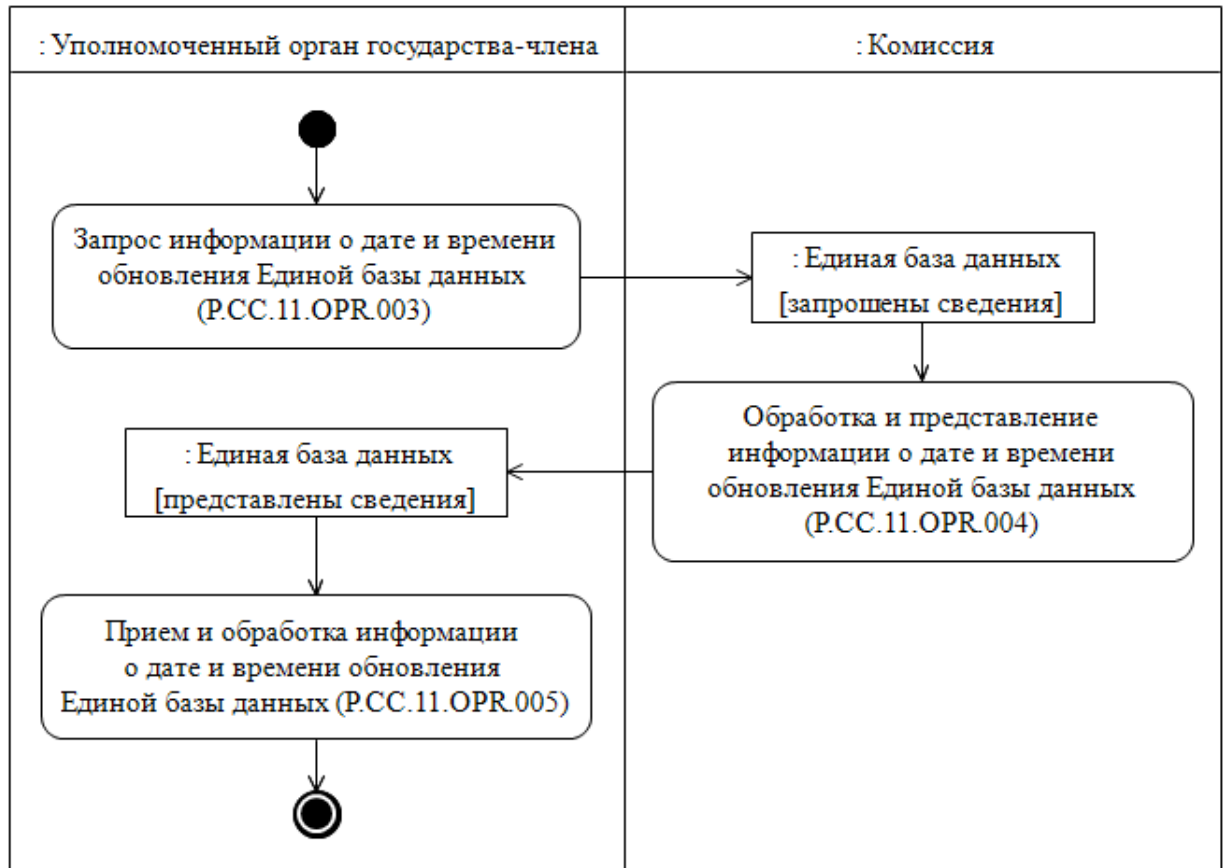 : Уполномоченный орган государства-члена
: Комиссия
Запрос информации о дате и времени
обновления Единой базы данных
(P.CC.11.OPR.003)
: Единая база данных
[запрошены сведения]
Обработка и представление
информации о дате и времени
обновления Единой базы данных
(P.CC.11.OPR.004)
: Единая база данных
[представлены сведения]
Прием и обработка информации
о дате и времени обновления
Единой базы данных (P.CC.11.OPR.005)